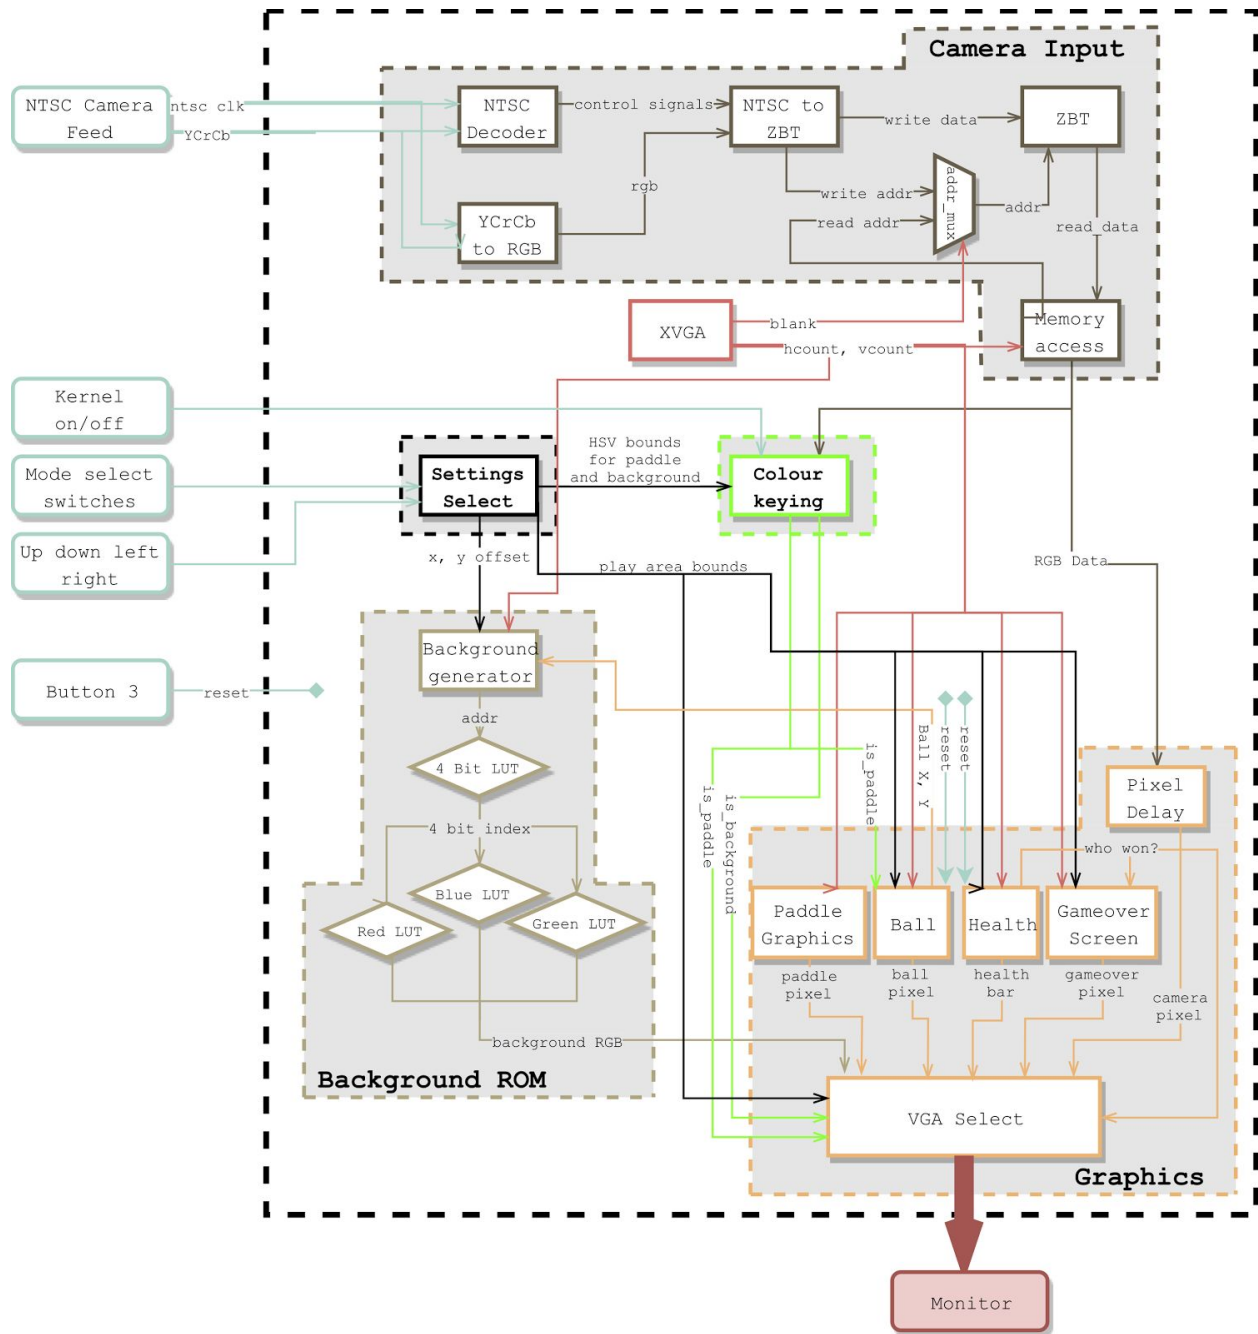 Camera Input
NTSC Camera
Feed
ntsc clk
YCrCb
NTSC
Decoder
control signals
NTSC to
ZBT
write data
ZBT
rgb
YCrCb
to RGB
write addr
read addr
addr_mux
addr
read data
XVGA
blank
hcount, vcount
Memory
access
Kernel
on/off
Mode select
switches
Up down left
right
Settings
Select
HSV bounds
for paddle
and background
Colour
keying
x, y offset
play area bounds
RGB Data
Button 3
reset
Background
generator
addr
4 Bit LUT
4 bit index
Blue LUT
Red LUT
Green LUT
background RGB
Background ROM
is_paddle
is_background
is_paddle
Ball X, Y
reset
reset
Pixel
Delay
who won?
Paddle
Graphics
Ball
Health
Gameover
Screen
paddle
pixel
ball
pixel
health
bar
gameover
pixel
camera
pixel
VGA Select
Graphics
Monitor